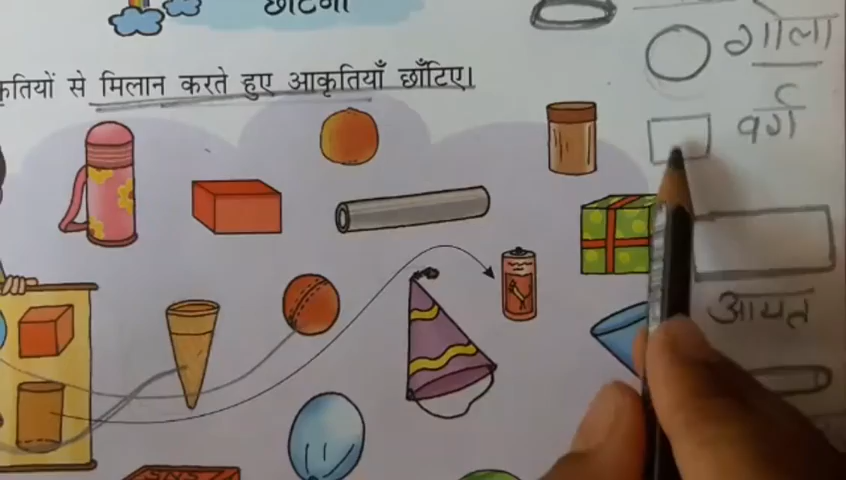 छाँटना
कृतियों से मिलान करते हुए आकृतियाँ छाँटिए।
गोला
वर्ग
आयत